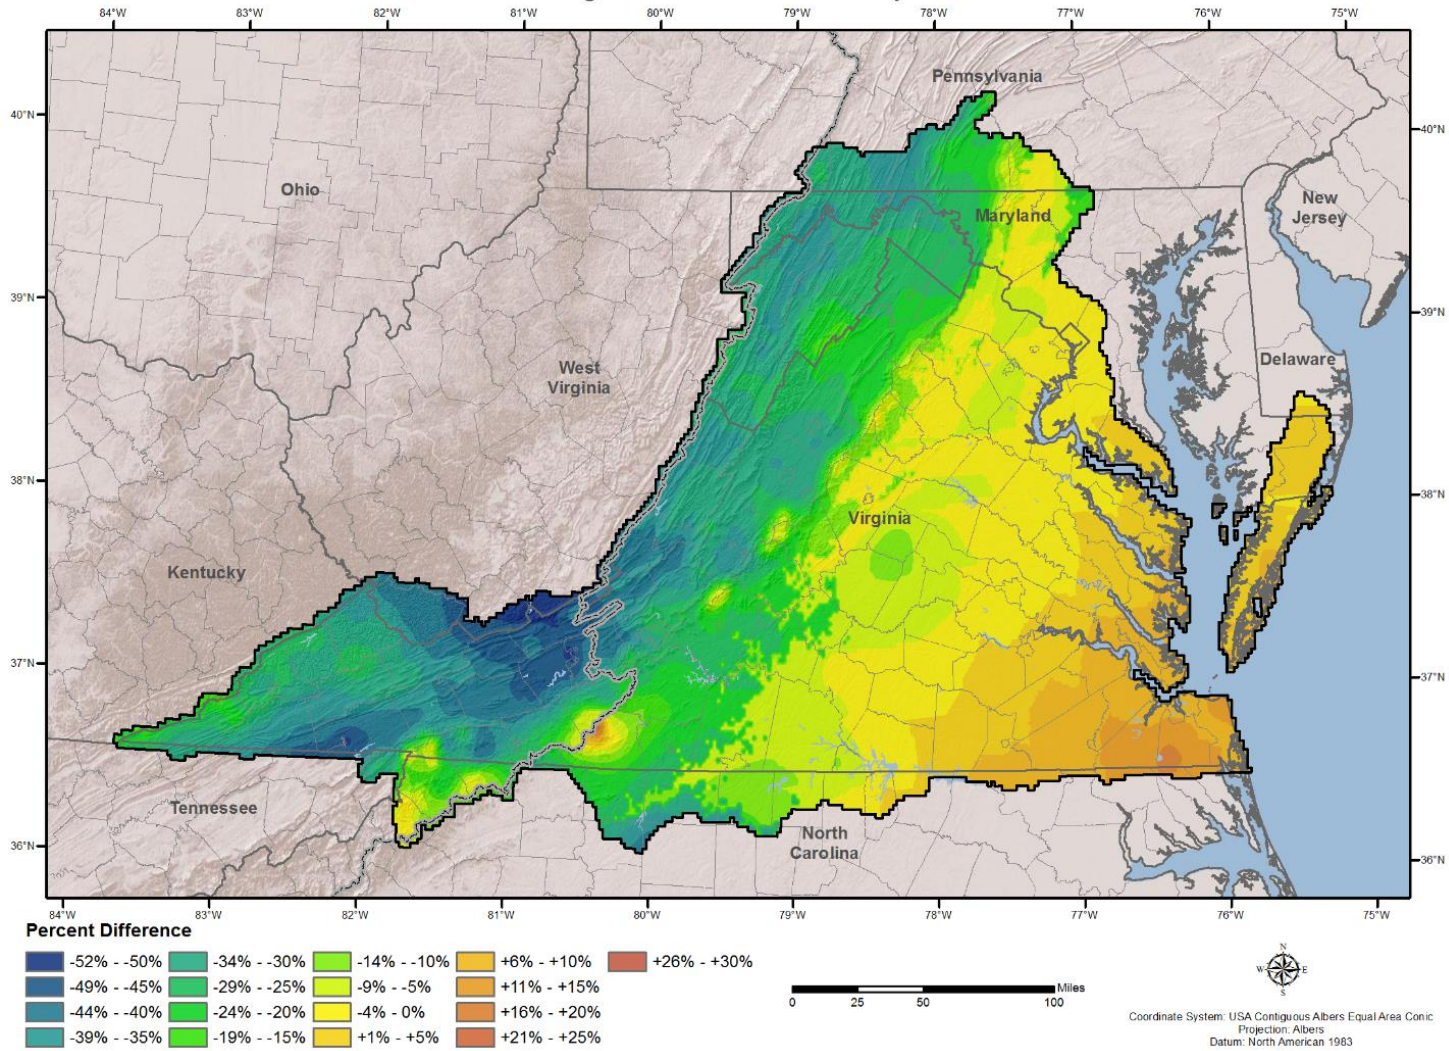 84°W 83°W 82°W 81°W 80°W 79°W 78°W 77°W 76°W 75°W
Pennsylvania
40°N 40°N
Ohio
New
Jersey
Maryland
39°N 39°N
West
Virginia
Delaware
38°N 38°N
Virginia
Kentucky
37°N 37°N
Tennessee
North
Carolina
36°N 36°N
84°W 83°W 82°W 81°W 80°W 79°W 78°W 77°W 76°W 75°W
Percent Difference
-52% - -50% -34% - -30% -14% - -10% +6% - +10% +26% - +30%
-49% - -45% -29% - -25% -9% - -5% +11% - +15%
-44% - -40% -24% - -20% -4% - 0% +16% - +20%
-39% - -35% -19% - -15% +1% - +5% +21% - +25%
Miles
0 25 50 100
N
W E
S
Coordinate System: USA Contiguous Albers Equal Area Conic
Projection: Albers
Datum: North American 1983